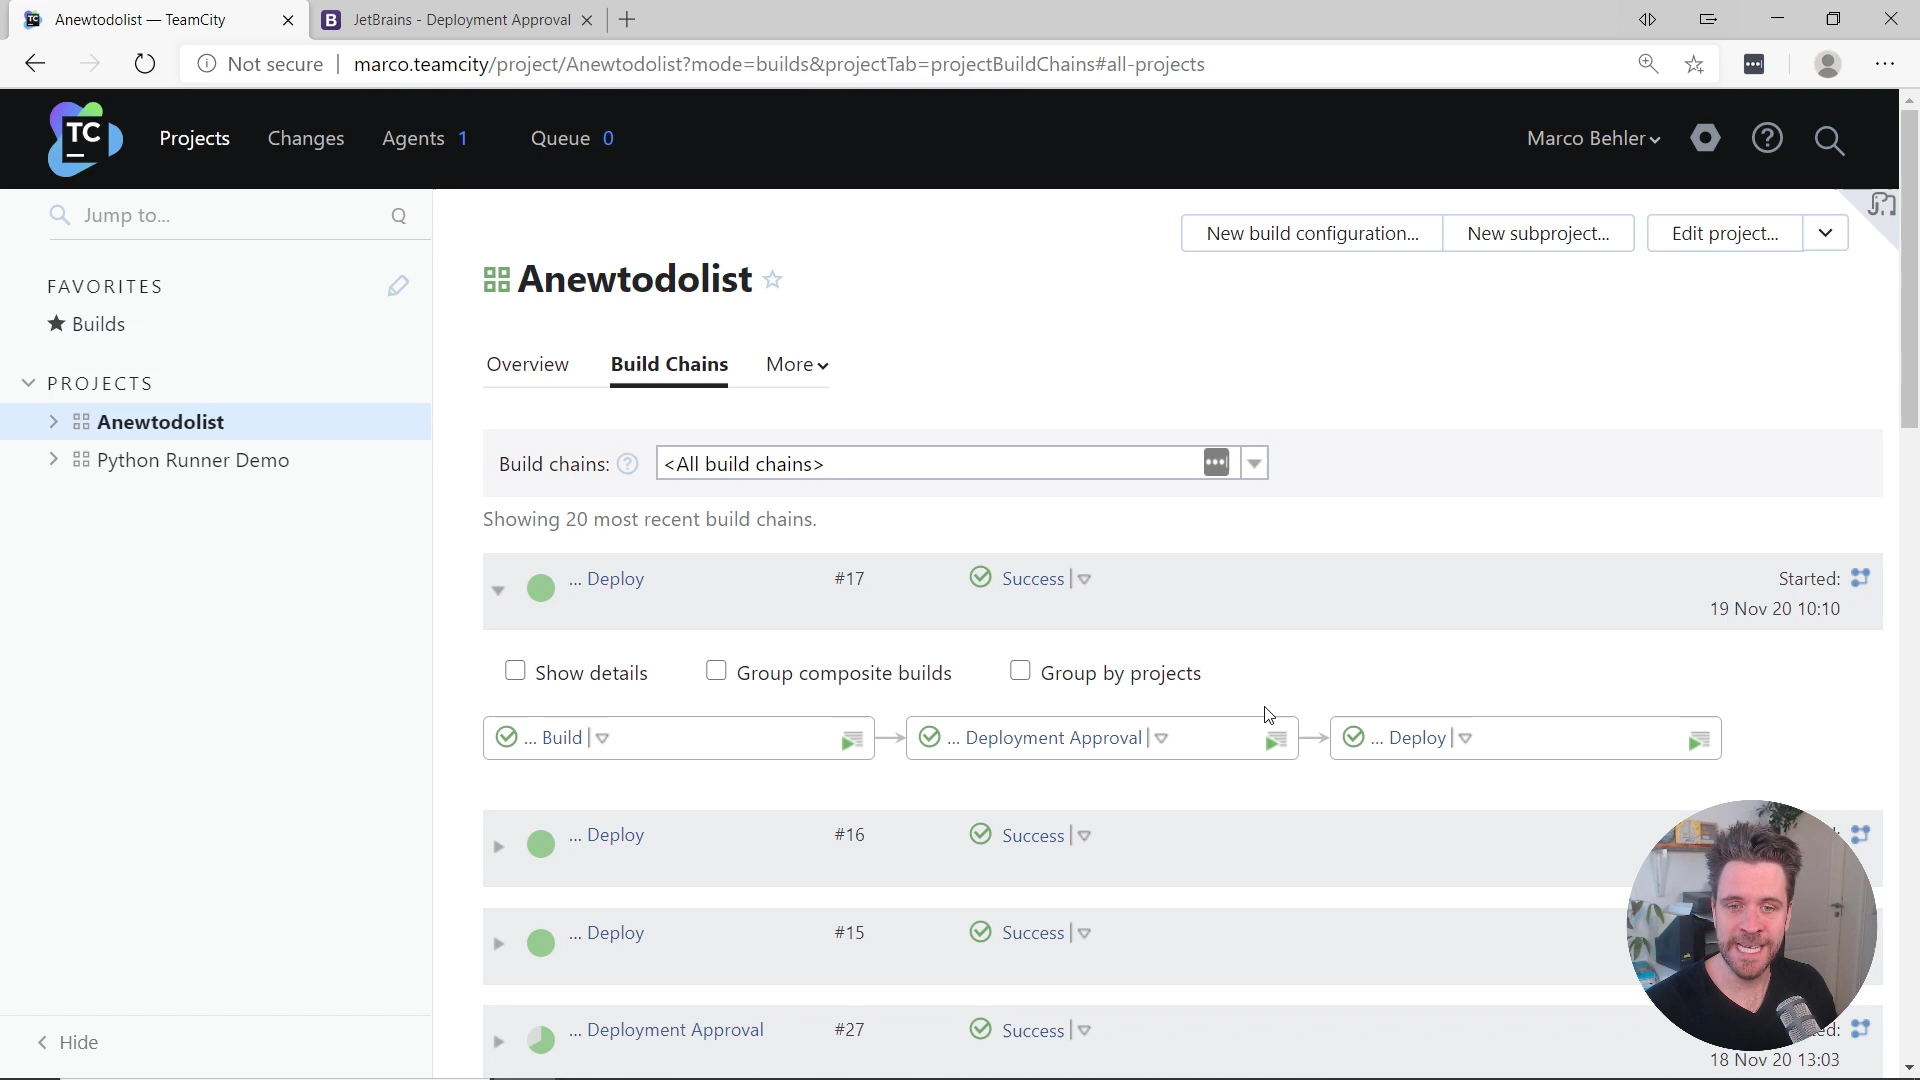 Anewtodolist — TeamCity
B JetBrains - Deployment Approval
Not secure | marco.teamcity/project/Anewtodolist?mode=builds&projectTab=projectBuildChains#all-projects
TC
Projects
Changes
Agents 1
Queue 0
Marco Behler
Jump to...
Q
FAVORITES
Builds
PROJECTS
Anewtodolist
Python Runner Demo
Hide
New build configuration...
New subproject...
Edit project...
Anewtodolist
Overview
Build Chains
More
Build chains: ?
<All build chains>
Showing 20 most recent build chains.
... Deploy #17 Success Started:
19 Nov 20 10:10
Show details
Group composite builds
Group by projects
... Build
... Deployment Approval
... Deploy
... Deploy #16 Success
... Deploy #15 Success
... Deployment Approval #27 Success
18 Nov 20 13:03